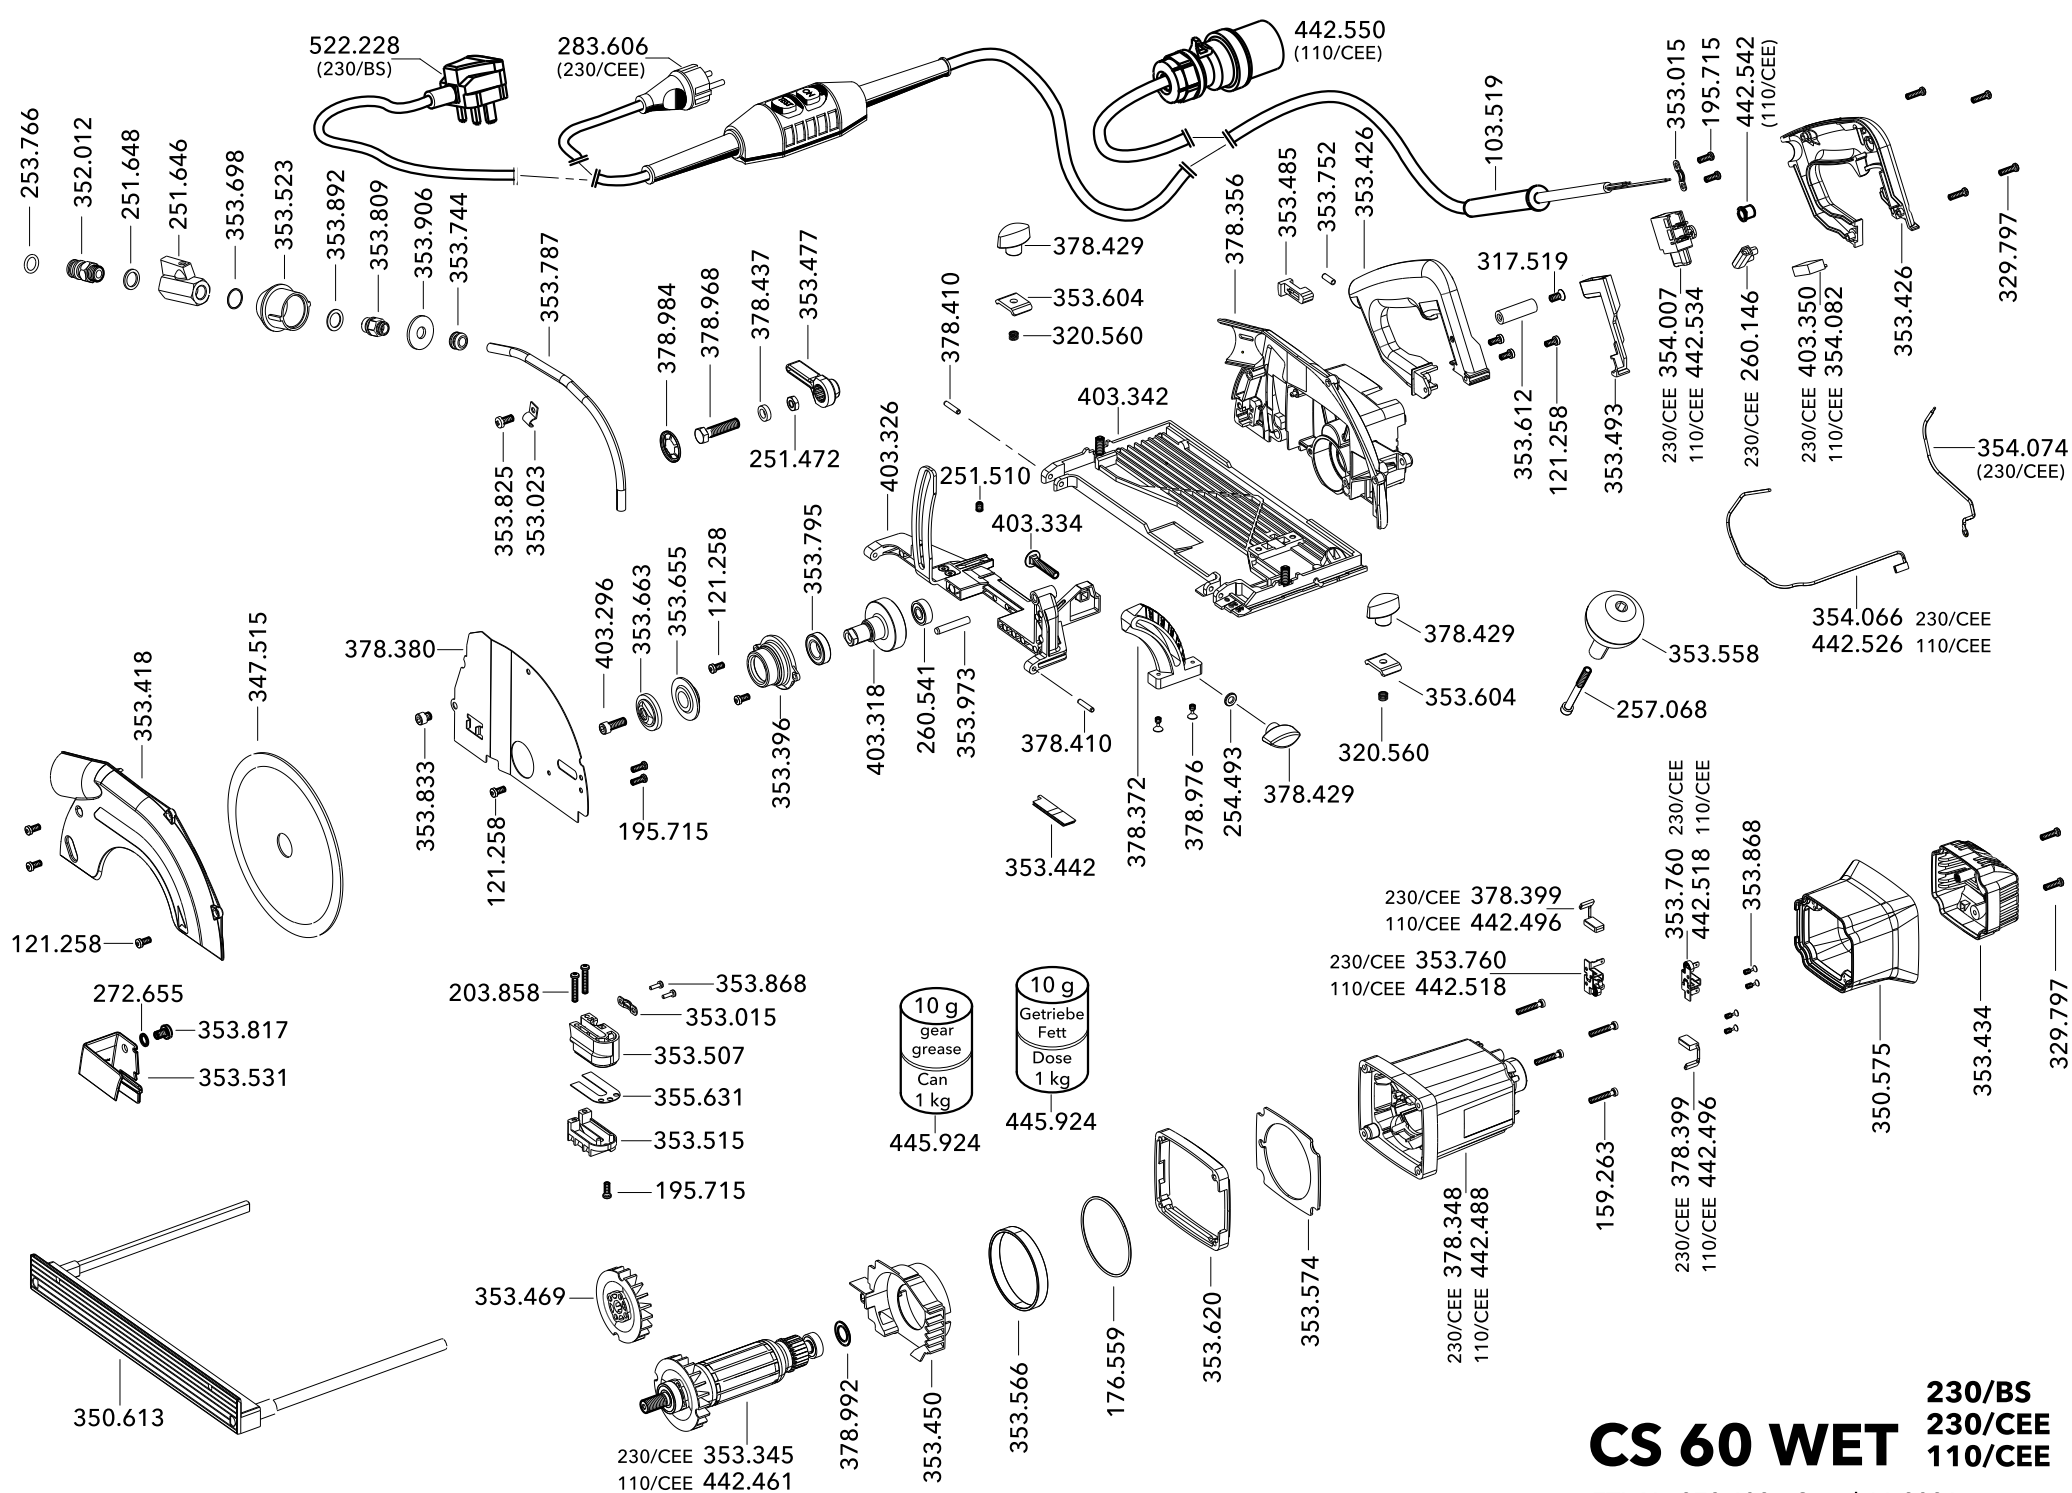 522.228
(230/BS)
283.606
(230/CEE)
442.550
(110/CEE)
103.519
353.015
195.715
442.542
(110/CEE)
253.766
352.012
251.648
251.646
353.698
353.523
353.892
353.809
353.906
353.744
353.787
378.984
378.968
378.437
353.477
251.472
353.825
353.023
378.429
353.604
320.560
378.410
378.356
353.485
353.752
353.426
317.519
353.612
121.258
353.493
230/CEE 354.007
110/CEE 442.534
230/CEE 260.146
230/CEE 403.350
110/CEE 354.082
353.426
329.797
354.074
(230/CEE)
354.066 230/CEE
442.526 110/CEE
403.342
403.326
251.510
403.334
353.795
121.258
353.655
353.663
403.296
378.380
347.515
353.418
353.833
121.258
195.715
353.396
403.318
260.541
353.973
378.410
353.442
378.372
378.976
254.493
378.429
378.429
353.604
320.560
353.558
257.068
121.258
272.655
353.817
353.531
203.858
353.868
353.015
353.507
355.631
353.515
195.715
10 g
gear
grease
Can
1 kg
445.924
10 g
Getriebe
Fett
Dose
1 kg
445.924
230/CEE 378.399
110/CEE 442.496
230/CEE 353.760
110/CEE 442.518
353.760 230/CEE
442.518 110/CEE
353.868
350.575
353.434
329.797
159.263
230/CEE 378.399
110/CEE 442.496
230/CEE 378.348
110/CEE 442.488
353.574
353.620
176.559
353.566
353.450
378.992
353.469
230/CEE 353.345
110/CEE 442.461
350.613
CS 60 WET
230/BS
230/CEE
110/CEE